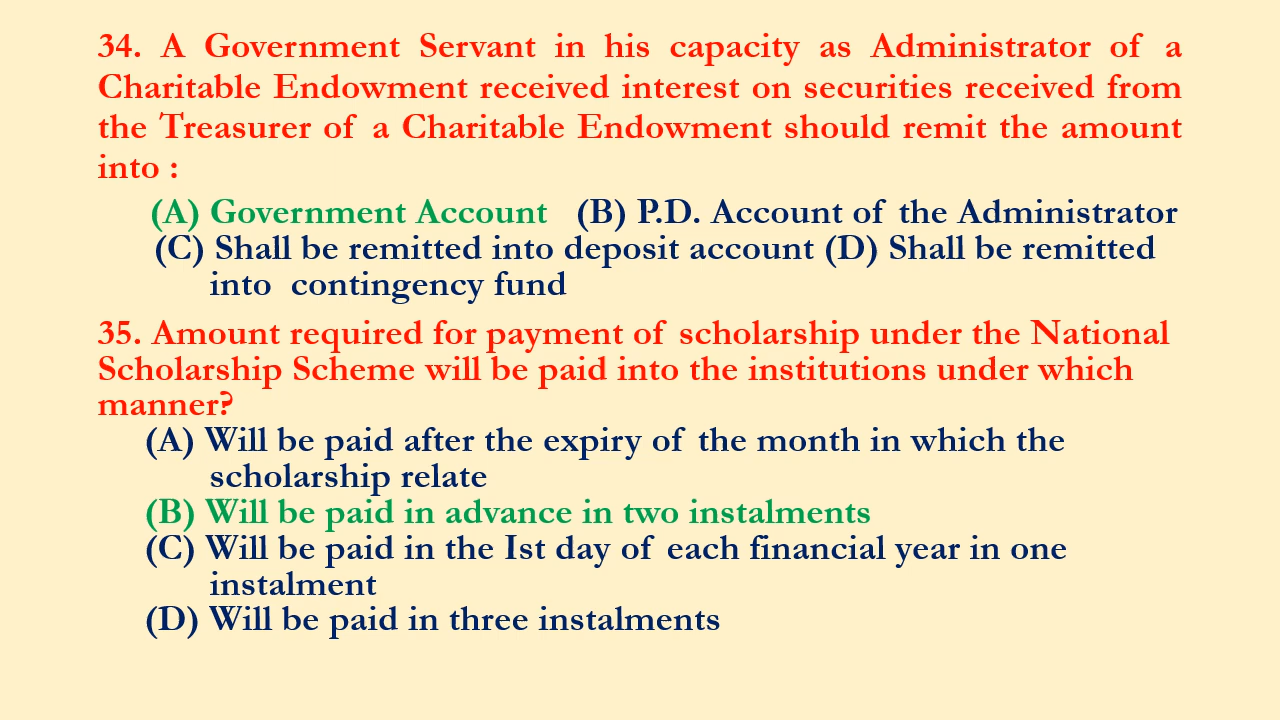 34. A Government Servant in his capacity as Administrator of a
Charitable Endowment received interest on securities received from
the Treasurer of a Charitable Endowment should remit the amount
into :
(A) Government Account (B) P.D. Account of the Administrator
(C) Shall be remitted into deposit account (D) Shall be remitted
into contingency fund
35. Amount required for payment of scholarship under the National
Scholarship Scheme will be paid into the institutions under which
manner?
(A) Will be paid after the expiry of the month in which the
scholarship relate
(B) Will be paid in advance in two instalments
(C) Will be paid in the Ist day of each financial year in one
instalment
(D) Will be paid in three instalments